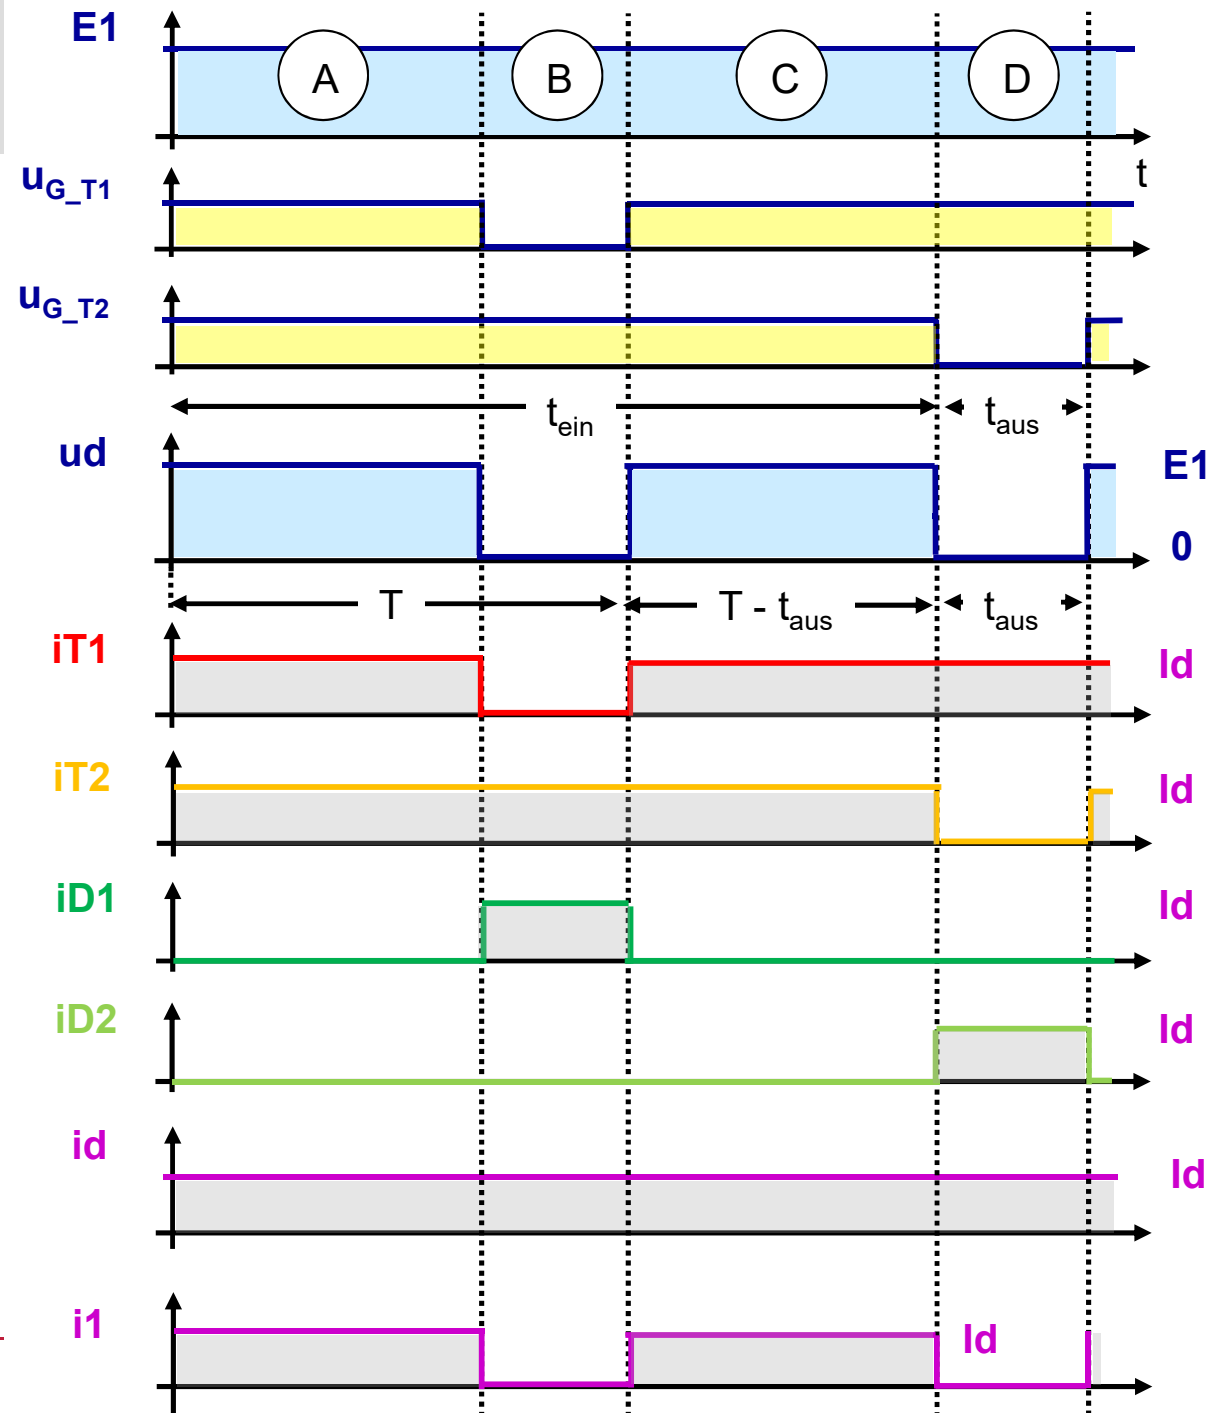 E1
A B C D
t
uG_T1
uG_T2
tein taus
ud E1
0
T T - taus taus
iT1 Id
iT2 Id
iD1 Id
iD2 Id
id Id
i1 Id